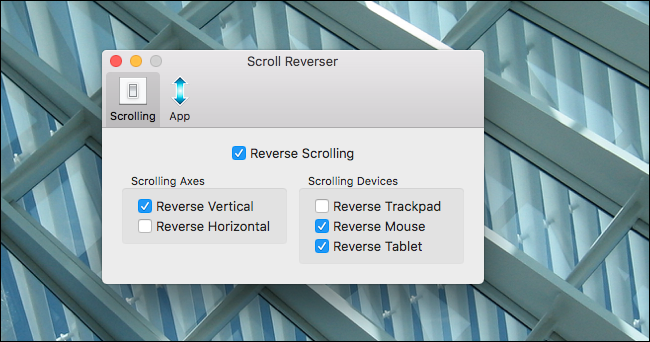 Scroll Reverser
Scrolling App
Reverse Scrolling
Scrolling Axes
Reverse Vertical
Reverse Horizontal
Scrolling Devices
Reverse Trackpad
Reverse Mouse
Reverse Tablet